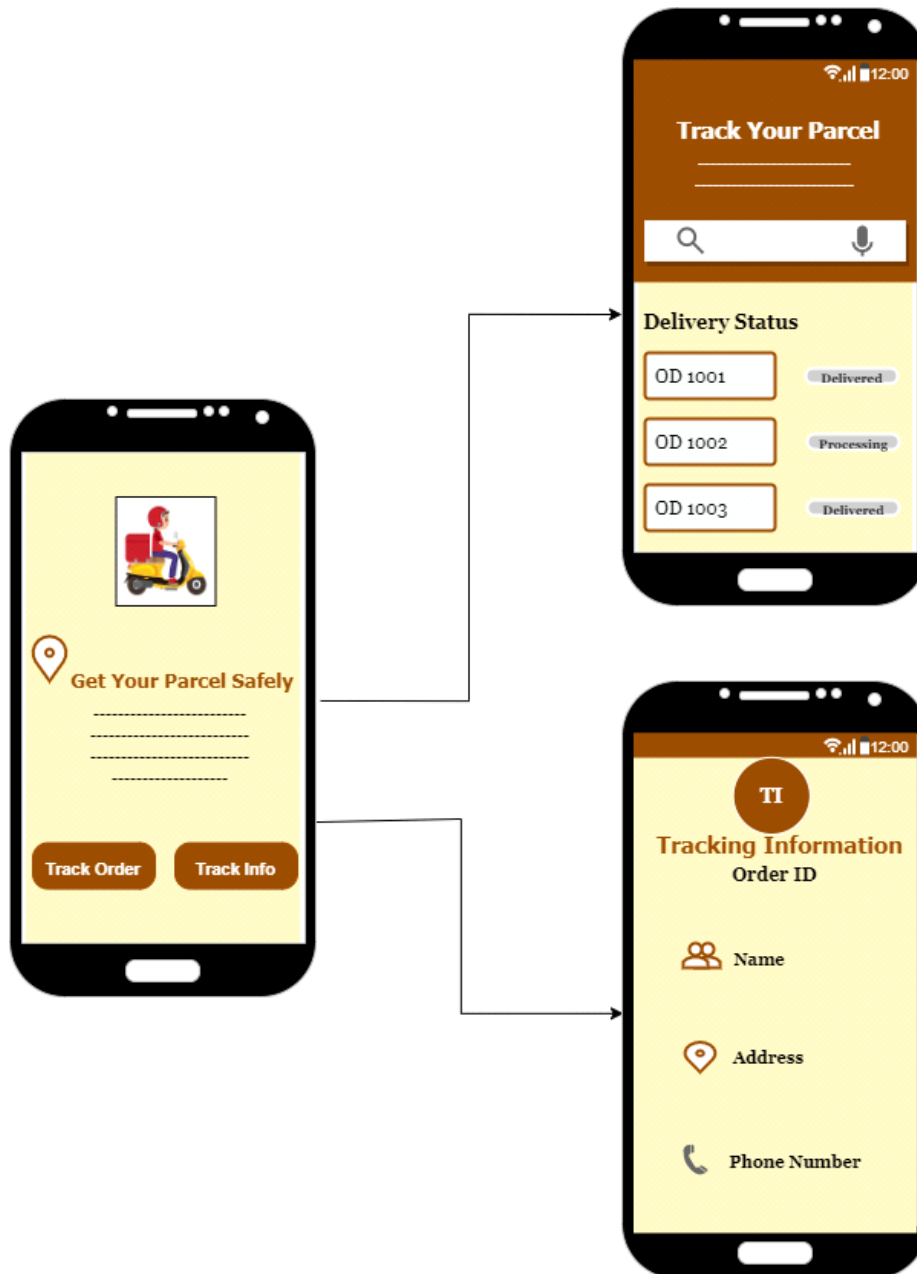 12:00
Track Your Parcel
Delivery Status
OD 1001 Delivered
OD 1002 Processing
OD 1003 Delivered
Get Your Parcel Safely
Track Order Track Info
12:00
TI
Tracking Information
Order ID
Name
Address
Phone Number